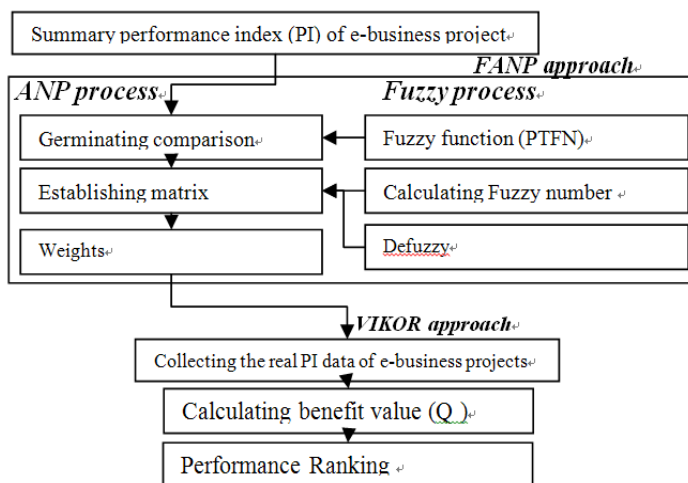 Summary performance index (PI) of e-business project
FANP approach
ANP process
Fuzzy process
Germinating comparison
Fuzzy function (PTFN)
Establishing matrix
Calculating Fuzzy number
Weights
Defuzzy
VIKOR approach
Collecting the real PI data of e-business projects
Calculating benefit value (Q )
Performance Ranking